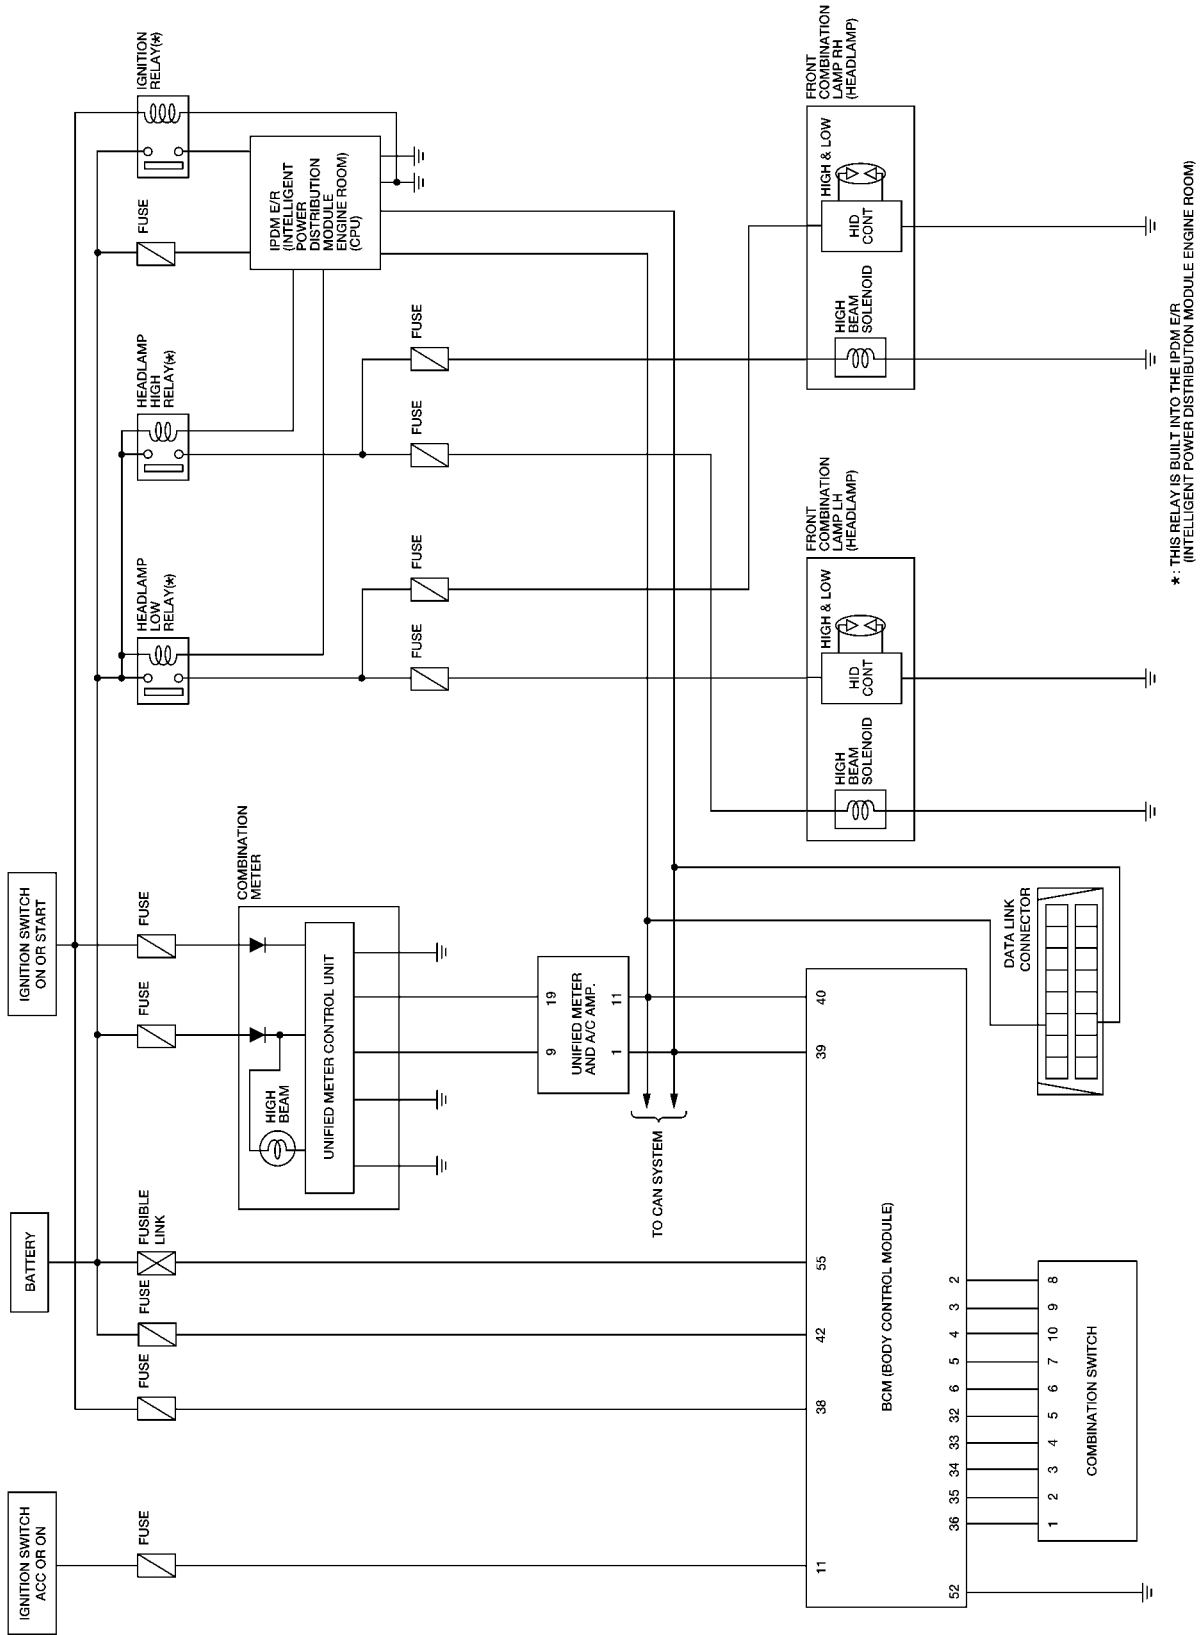 IGNITION SWITCH
ACC OR ON
BATTERY
IGNITION SWITCH
ON OR START
FUSE
FUSE
FUSE
FUSIBLE
LINK
FUSE
FUSE
HEADLAMP
LOW
RELAY(*)
HEADLAMP
HIGH
RELAY(*)
FUSE
IGNITION
RELAY(*)
COMBINATION
METER
HIGH
BEAM
UNIFIED METER CONTROL UNIT
IPDM E/R
(INTELLIGENT
POWER
DISTRIBUTION
MODULE
ENGINE ROOM)
(CPU)
FUSE
FUSE
FUSE
FUSE
9
19
UNIFIED METER
AND A/C AMP.
1
11
TO CAN SYSTEM
11
38
42
55
39
40
BCM (BODY CONTROL MODULE)
52
36
35
34
33
32
6
5
4
3
2
1
2
3
4
5
6
7
10
9
8
COMBINATION SWITCH
DATA LINK
CONNECTOR
FRONT
COMBINATION
LAMP LH
(HEADLAMP)
HIGH
BEAM
SOLENOID
HID
CONT
HIGH & LOW
FRONT
COMBINATION
LAMP RH
(HEADLAMP)
HIGH
BEAM
SOLENOID
HID
CONT
HIGH & LOW
* : THIS RELAY IS BUILT INTO THE IPDM E/R
(INTELLIGENT POWER DISTRIBUTION MODULE ENGINE ROOM)